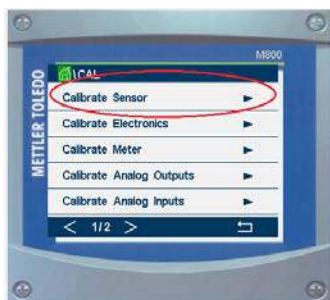 M800
METTLER TOLEDO
\CAL
Calibrate Sensor
Calibrate Electronics
Calibrate Meter
Calibrate Analog Outputs
Calibrate Analog Inputs
< 1/2 >